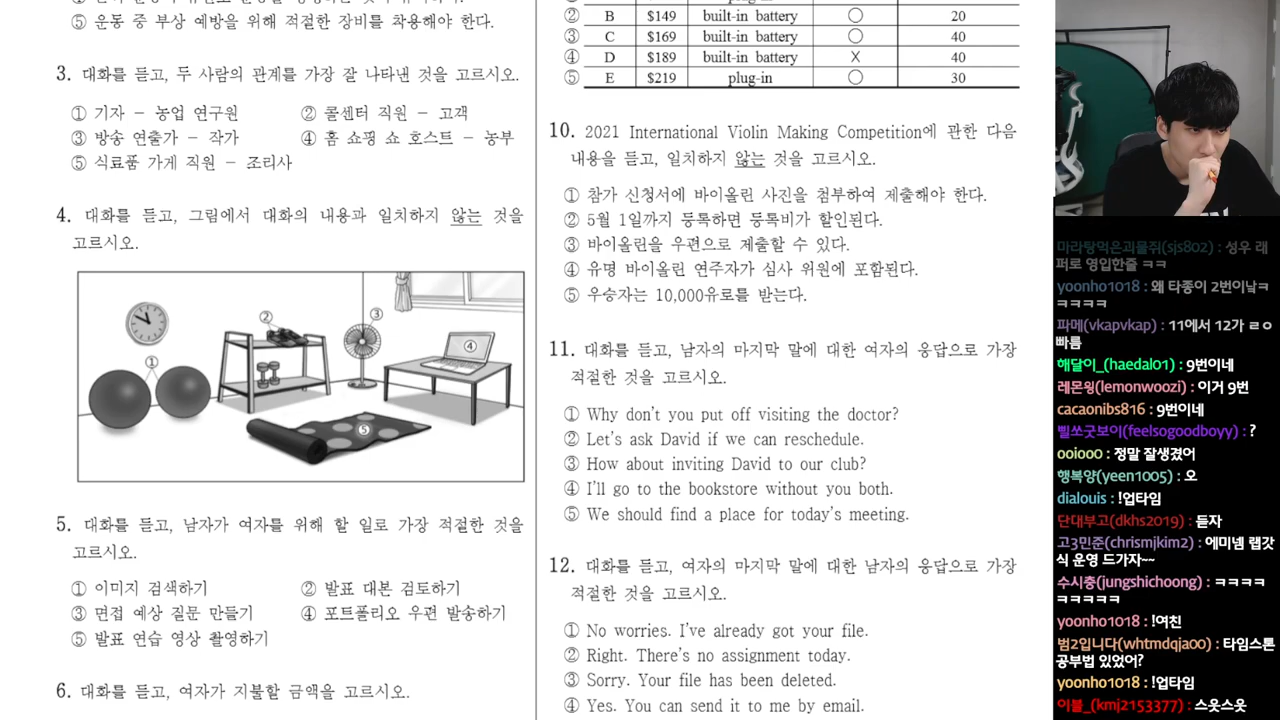 ⑤ 운동 중 부상 예방을 위해 적절한 장비를 착용해야 한다.
3. 대화를 듣고, 두 사람의 관계를 가장 잘 나타낸 것을 고르시오.
① 기자 − 농업 연구원 ② 콜센터 직원 − 고객
③ 방송 연출가 − 작가 ④ 홈 쇼핑 쇼 호스트 − 농부
⑤ 식료품 가게 직원 − 조리사
4. 대화를 듣고, 그림에서 대화의 내용과 일치하지 않는 것을
고르시오.
①
②
③
④
⑤
5. 대화를 듣고, 남자가 여자를 위해 할 일로 가장 적절한 것을
고르시오.
① 이미지 검색하기 ② 발표 대본 검토하기
③ 면접 예상 질문 만들기 ④ 포트폴리오 우편 발송하기
⑤ 발표 연습 영상 촬영하기
6. 대화를 듣고, 여자가 지불할 금액을 고르시오.
② B $149 built-in battery ○ 20
③ C $169 built-in battery ○ 40
④ D $189 built-in battery X 40
⑤ E $219 plug-in ○ 30
10. 2021 International Violin Making Competition에 관한 다음
내용을 듣고, 일치하지 않는 것을 고르시오.
① 참가 신청서에 바이올린 사진을 첨부하여 제출해야 한다.
② 5월 1일까지 등록하면 등록비가 할인된다.
③ 바이올린을 우편으로 제출할 수 있다.
④ 유명 바이올린 연주자가 심사 위원에 포함된다.
⑤ 우승자는 10,000유로를 받는다.
11. 대화를 듣고, 남자의 마지막 말에 대한 여자의 응답으로 가장
적절한 것을 고르시오.
① Why don't you put off visiting the doctor?
② Let's ask David if we can reschedule.
③ How about inviting David to our club?
④ I'll go to the bookstore without you both.
⑤ We should find a place for today's meeting.
12. 대화를 듣고, 여자의 마지막 말에 대한 남자의 응답으로 가장
적절한 것을 고르시오.
① No worries. I've already got your file.
② Right. There's no assignment today.
③ Sorry. Your file has been deleted.
④ Yes. You can send it to me by email.
마라탕먹은괴물쥐(sjs802) : 성우 래
퍼로 영입한줄 ㅋㅋ
yoonho1018 : 왜 타종이 2번이냨ㅋ
ㅋㅋㅋㅋ
파메(vkapvkap) : 11에서 12가 ㄹㅇ
빠름
해달이_(haedal01) : 9번이네
레몬윙(lemonwoozi) : 이거 9번
cacaonibs816 : 9번이네
삘쏘굿보이(feelsogoodboyy) : ?
ooioo0 : 정말 잘생겼어
행복양(yeen1005) : 오
dialouis : !업타임
단대부고(dkhs2019) : 듣자
고3민준(chrismjkim2) : 에미넴 랩갓
식 운영 드가자~~
수시충(jungshichoong) : ㅋㅋㅋㅋ
ㅋㅋㅋㅋㅋ
yoonho1018 : !여친
범2입니다(whtmdqja00) : 타임스톤
공부법 있었어?
yoonho1018 : !업타임
이블_(kmj2153377) : 스읏스읏